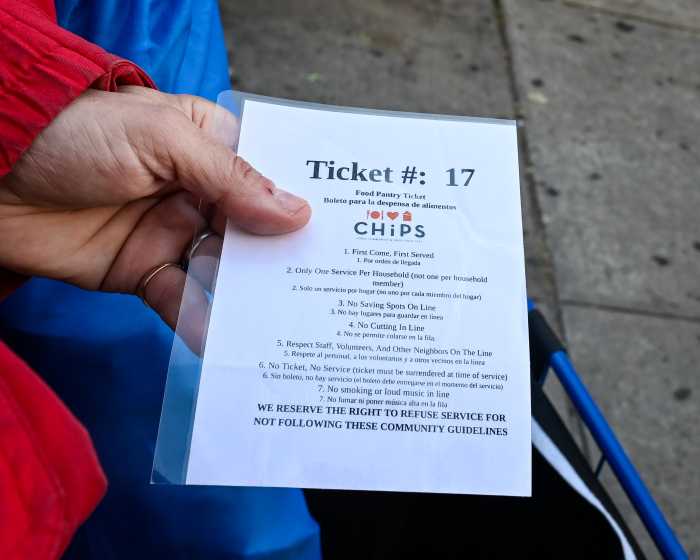 Ticket #: 17
Food Pantry Ticket
Boleto para la despensa de alimentos
CHiPS
1. First Come, First Served
1. Por orden de llegada
2. Only One Service Per Household (not one per household
member)
2. Solo un servicio por hogar (no uno por cada miembro del hogar)
3. No Saving Spots On Line
3. No hay lugares para guardar en línea
4. No Cutting In Line
4. No se permite colarse en la fila.
5. Respect Staff, Volunteers, And Other Neighbors On The Line
5. Respete al personal, a los voluntarios y a otros vecinos en la línea
6. No Ticket, No Service (ticket must be surrendered at time of service)
6. Sin boleto, no hay servicio (el boleto debe entregarse en el momento del servicio)
7. No smoking or loud music in line
7. No fumar ni poner música alta en la fila
WE RESERVE THE RIGHT TO REFUSE SERVICE FOR
NOT FOLLOWING THESE COMMUNITY GUIDELINES